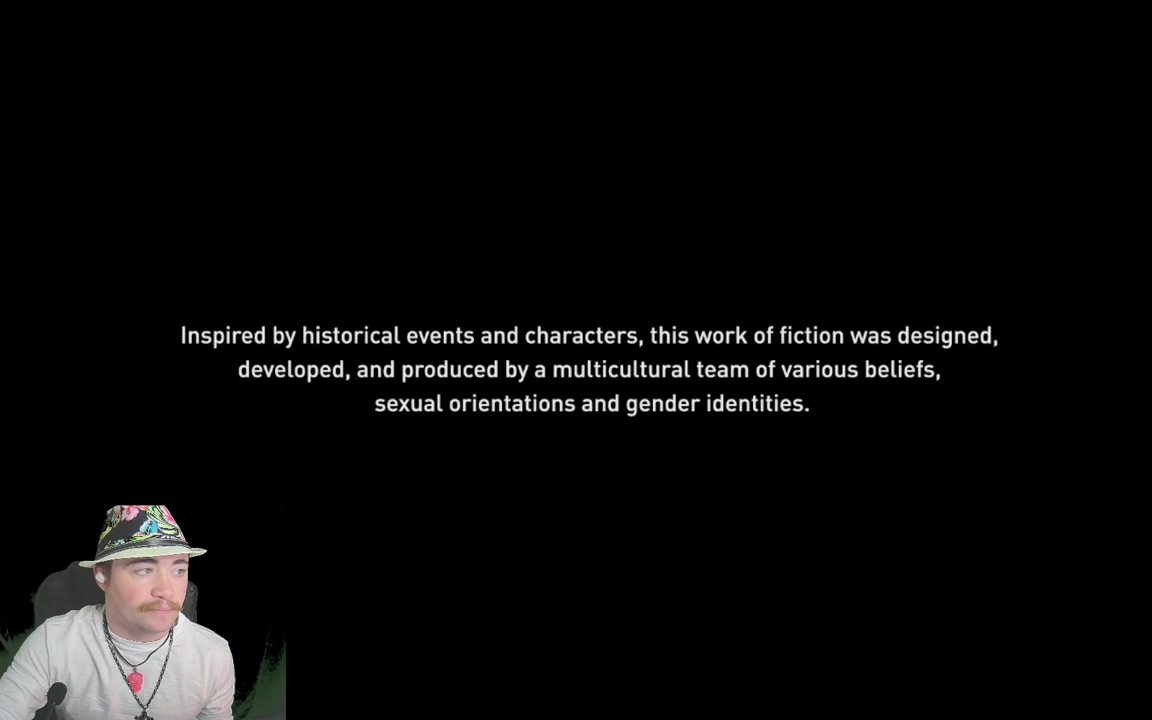 Inspired by historical events and characters, this work of fiction was designed,
developed, and produced by a multicultural team of various beliefs,
sexual orientations and gender identities.